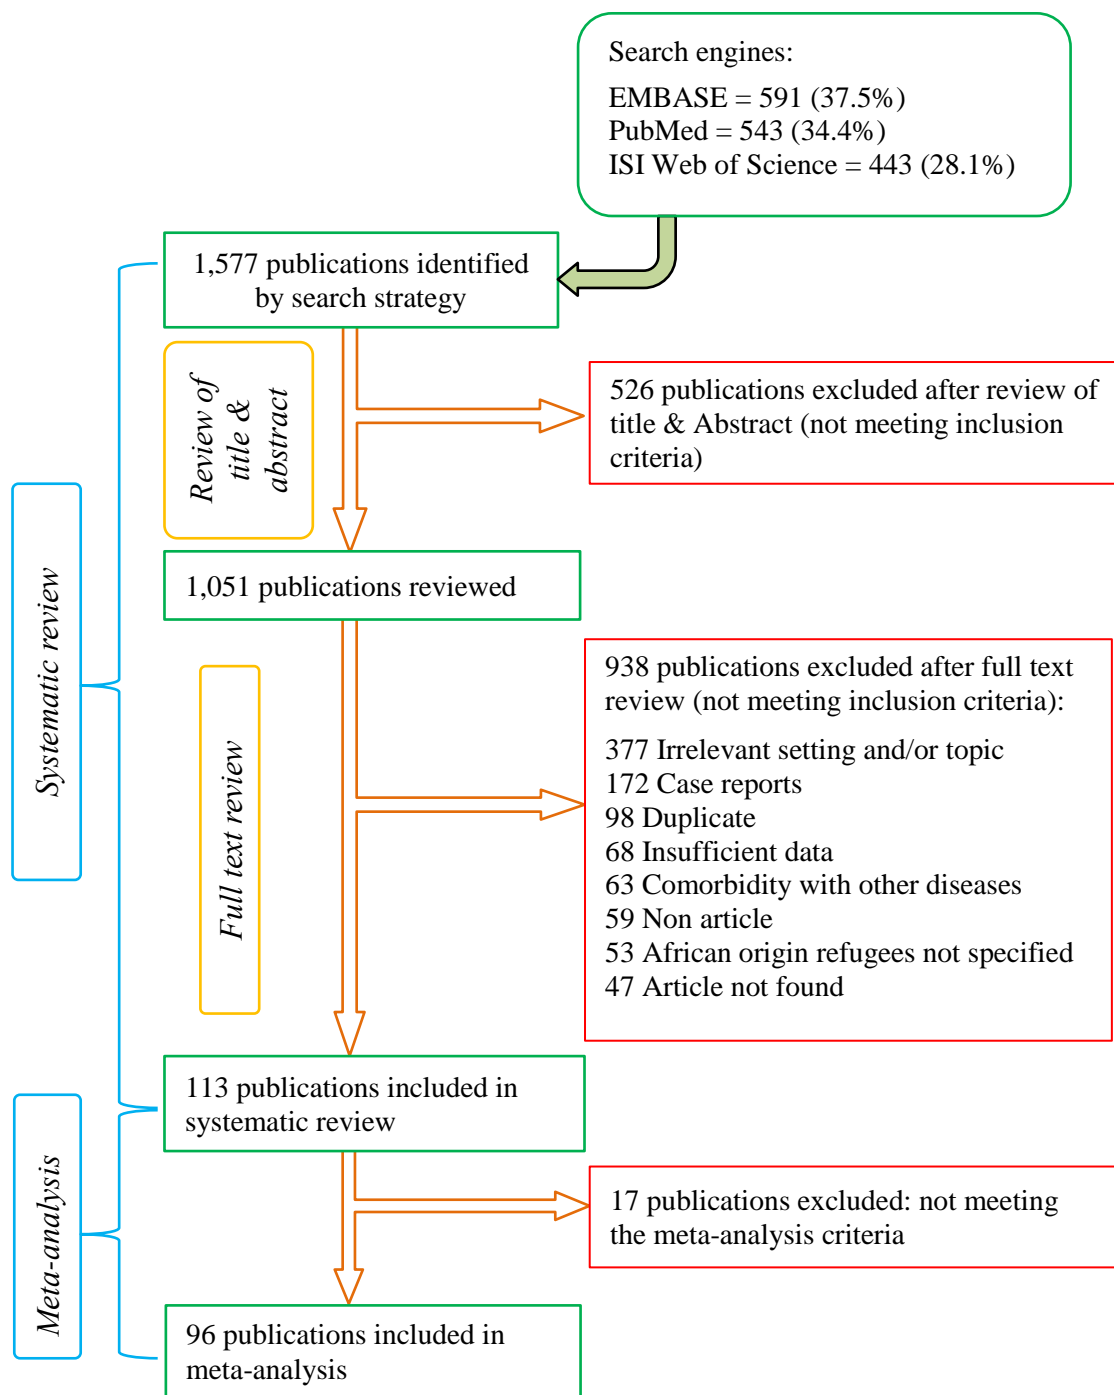 Search engines:
EMBASE = 591 (37.5%)
PubMed = 543 (34.4%)
ISI Web of Science = 443 (28.1%)
1,577 publications identified
by search strategy
Review of
title &
abstract
526 publications excluded after review of
title & Abstract (not meeting inclusion
criteria)
Systematic review
1,051 publications reviewed
Full text review
938 publications excluded after full text
review (not meeting inclusion criteria):
377 Irrelevant setting and/or topic
172 Case reports
98 Duplicate
68 Insufficient data
63 Comorbidity with other diseases
59 Non article
53 African origin refugees not specified
47 Article not found
113 publications included in
systematic review
Meta-analysis
17 publications excluded: not meeting
the meta-analysis criteria
96 publications included in
meta-analysis